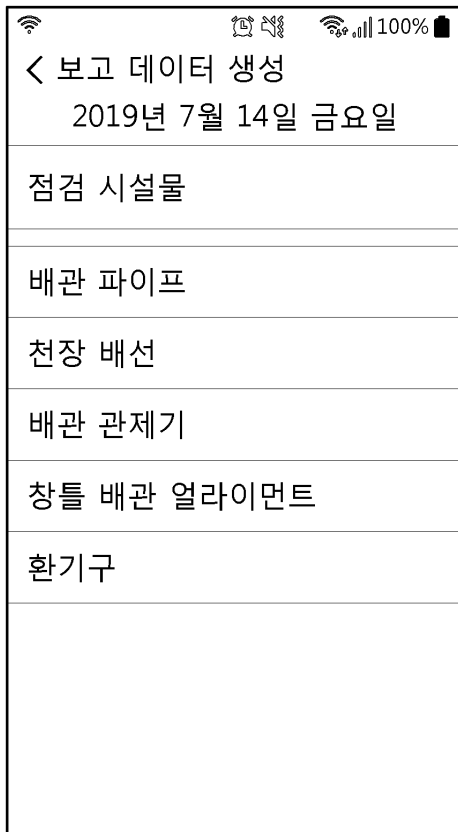 100%
< 보고 데이터 생성
2019년 7월 14일 금요일
점검 시설물
배관 파이프
천장 배선
배관 관제기
창틀 배관 얼라이먼트
환기구